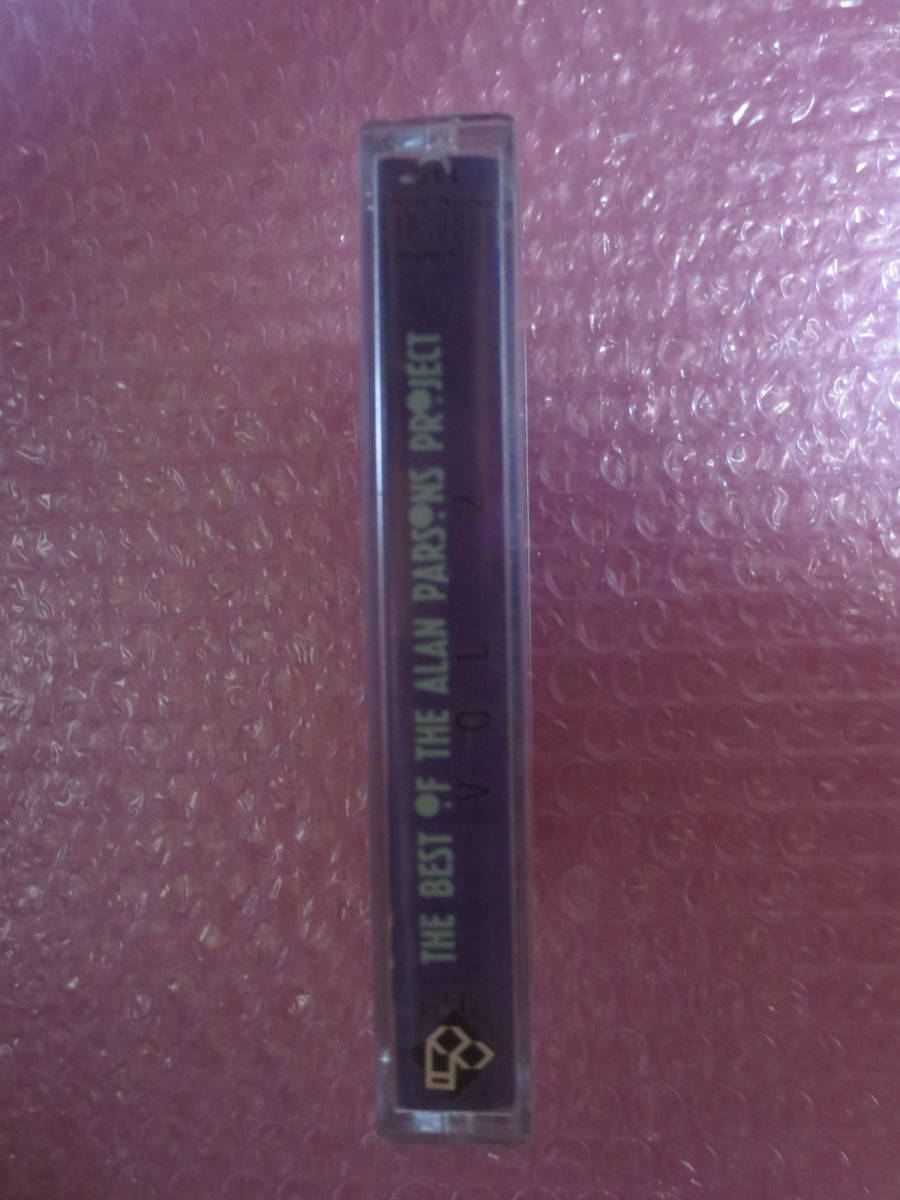 THE BEST OF THE ALAN PARSONS PROJECT
VOL 2